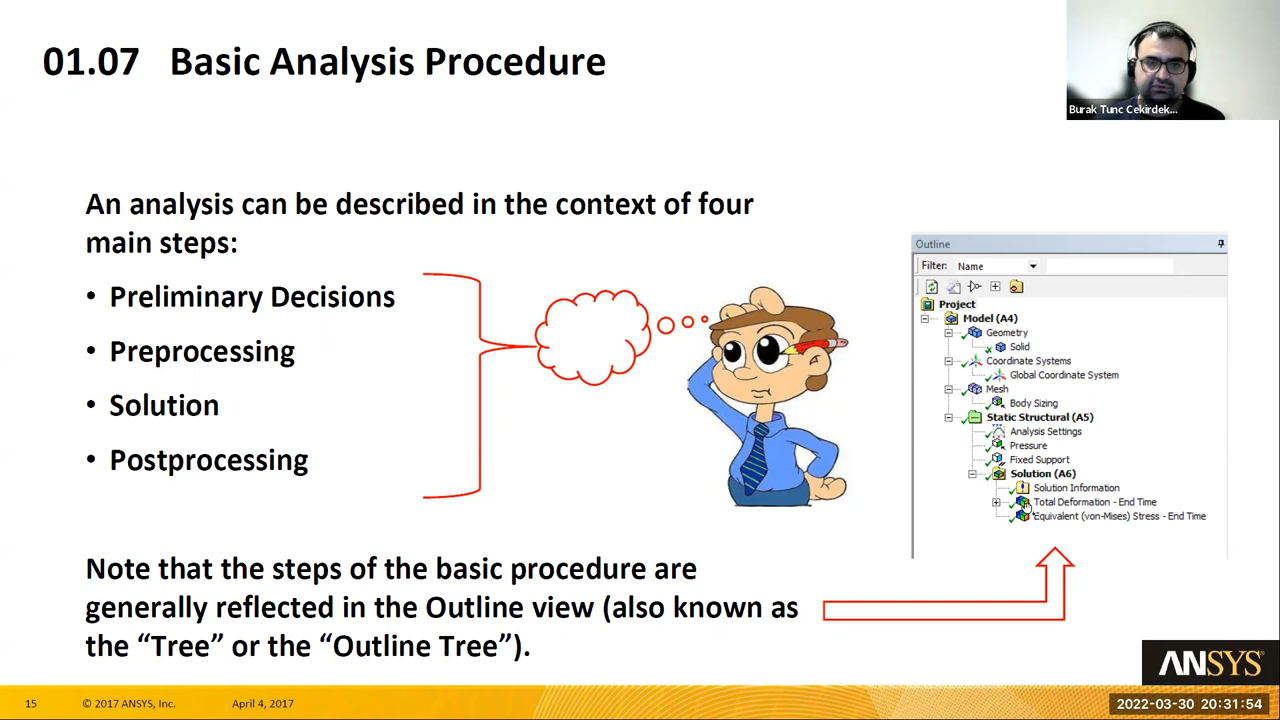 01.07 Basic Analysis Procedure
Burak Tunc Cekirdek...
An analysis can be described in the context of four
main steps:
• Preliminary Decisions
• Preprocessing
• Solution
• Postprocessing
Note that the steps of the basic procedure are
generally reflected in the Outline view (also known as
the “Tree” or the “Outline Tree”).
Outline
Filter: Name
Project
Model (A4)
Geometry
Solid
Coordinate Systems
Global Coordinate System
Mesh
Body Sizing
Static Structural (A5)
Analysis Settings
Pressure
Fixed Support
Solution (A6)
Solution Information
Total Deformation - End Time
Equivalent (von-Mises) Stress - End Time
ANSYS
15 © 2017 ANSYS, Inc. April 4, 2017
2022-03-30 20:31:54